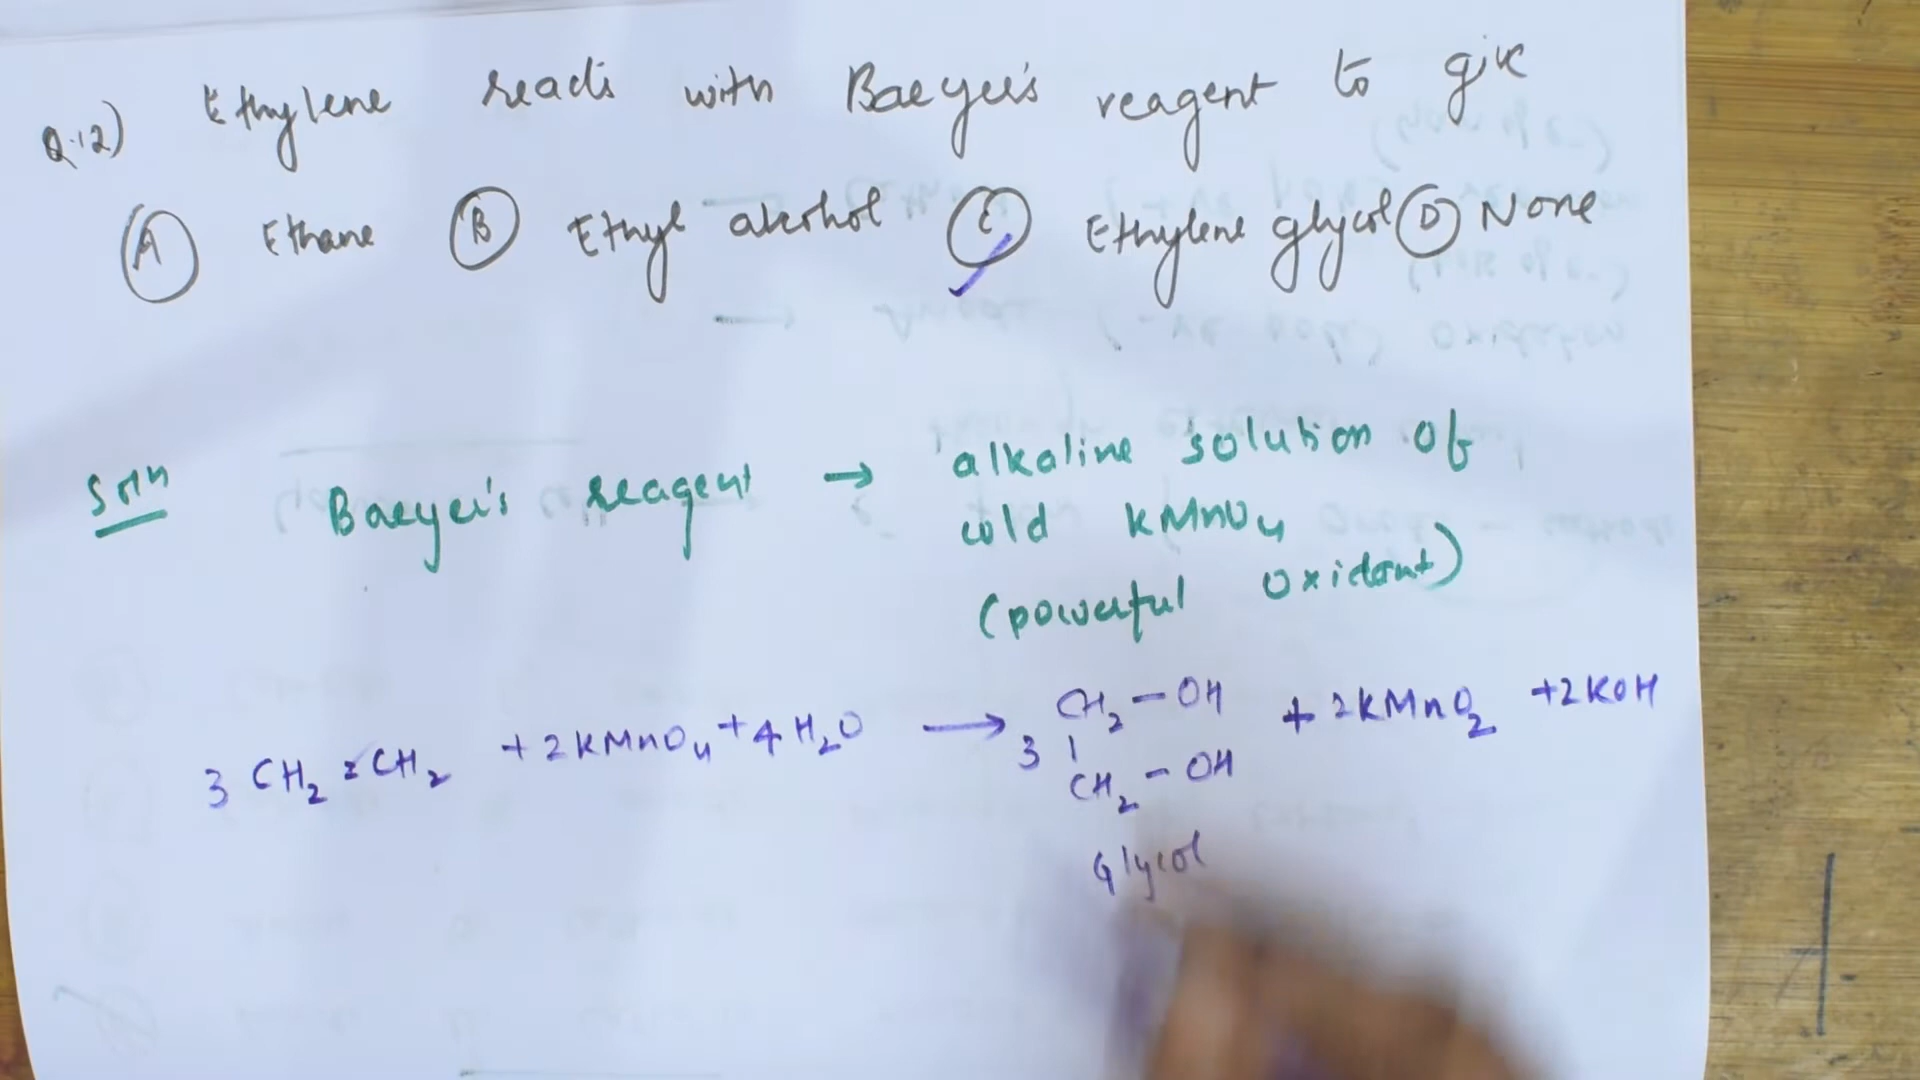 Q.12) Ethylene reacts with Baeyer's reagent to give
(A) Ethane (B) Ethyl alcohol (C) Ethylene glycol (D) None
Soln Baeyer's reagent → alkaline solution of
cold KMnO4
(powerful oxidant)
3 CH2=CH2 + 2KMnO4 + 4H2O → 3 CH2-OH + 2KMnO2 + 2KOH
|
CH2-OH
Glycol